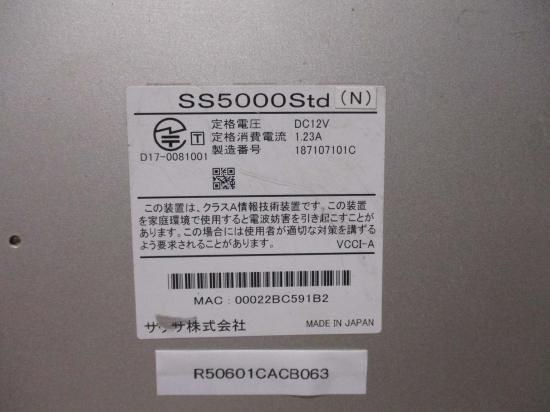 SS5000Std (N)
定格電圧 DC12V
定格消費電流 1.23A
製造番号 187107101C
T
D17-0081001
この装置は、クラスA情報技術装置です。この装置
を家庭環境で使用すると電波妨害を引き起こすことが
あります。この場合には使用者が適切な対策を講ずる
よう要求されることがあります。
VCCI-A
MAC : 00022BC591B2
サクサ株式会社
MADE IN JAPAN
R50601CACB063